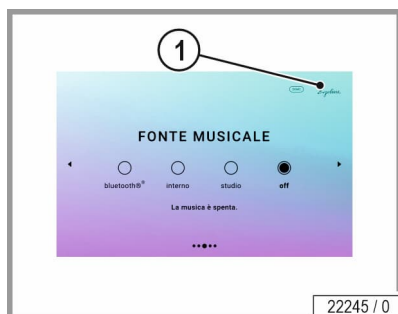 1
FONTE MUSICALE
bluetooth®° interno studio off
La musica è spenta.
22245 / 0